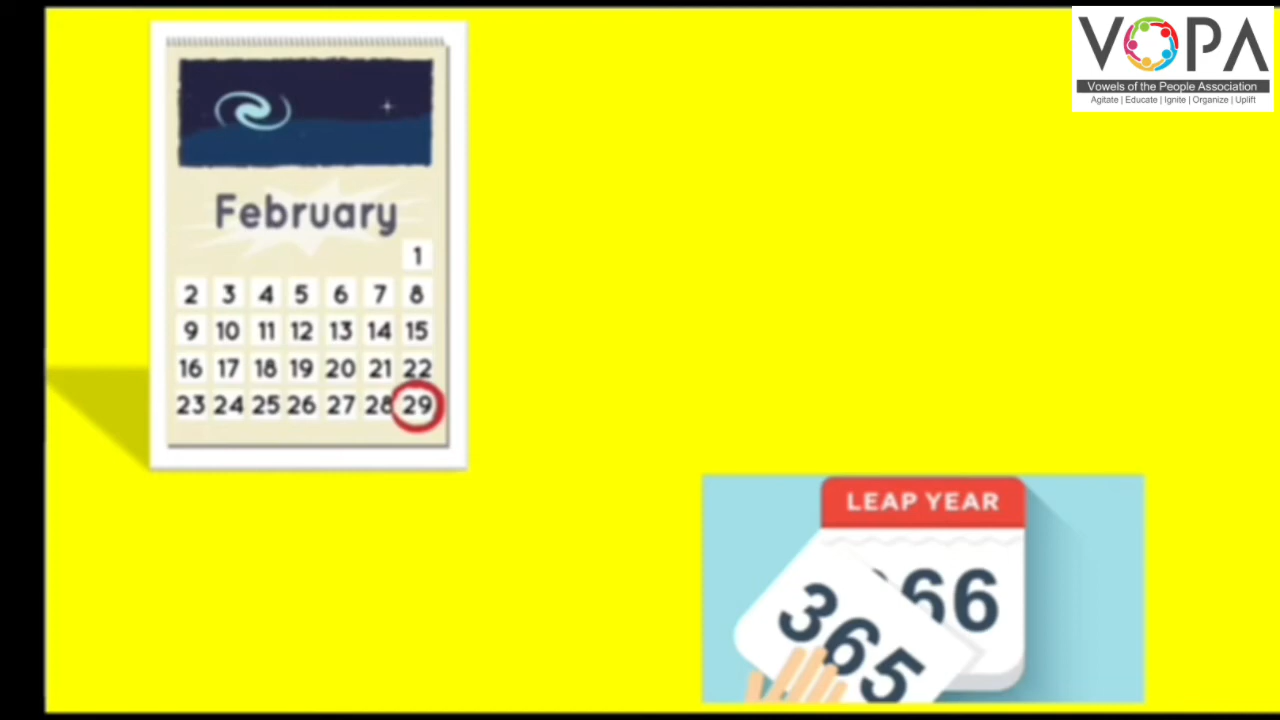 VOPA
Vowels of the People Association
Agitate | Educate | Ignite | Organize | Uplift
February
1
2 3 4 5 6 7 8
9 10 11 12 13 14 15
16 17 18 19 20 21 22
23 24 25 26 27 28 29
LEAP YEAR
66
365